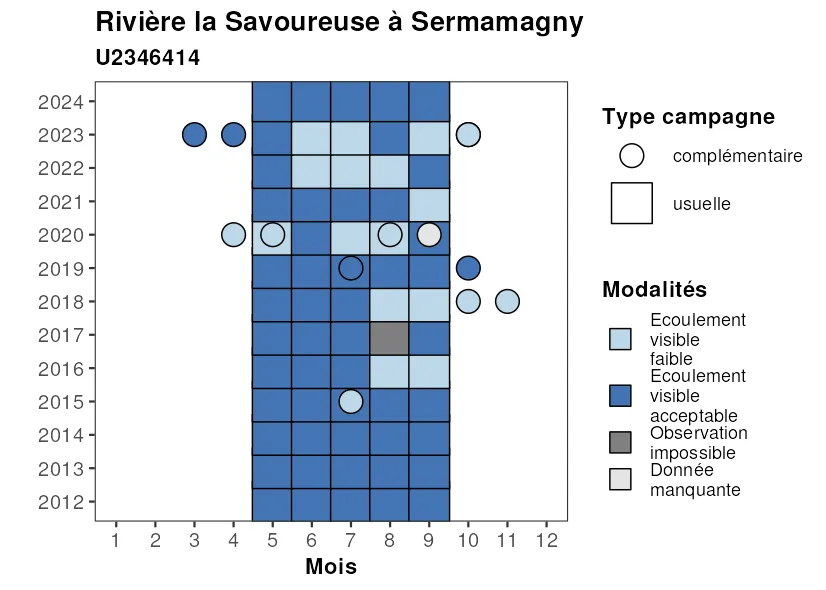 Rivière la Savoureuse à Sermamagny
U2346414
2024
2023
2022
2021
2020
2019
2018
2017
2016
2015
2014
2013
2012
1 2 3 4 5 6 7 8 9 10 11 12
Mois
Type campagne
complémentaire
usuelle
Modalités
Ecoulement
visible
faible
Ecoulement
visible
acceptable
Observation
impossible
Donnée
manquante